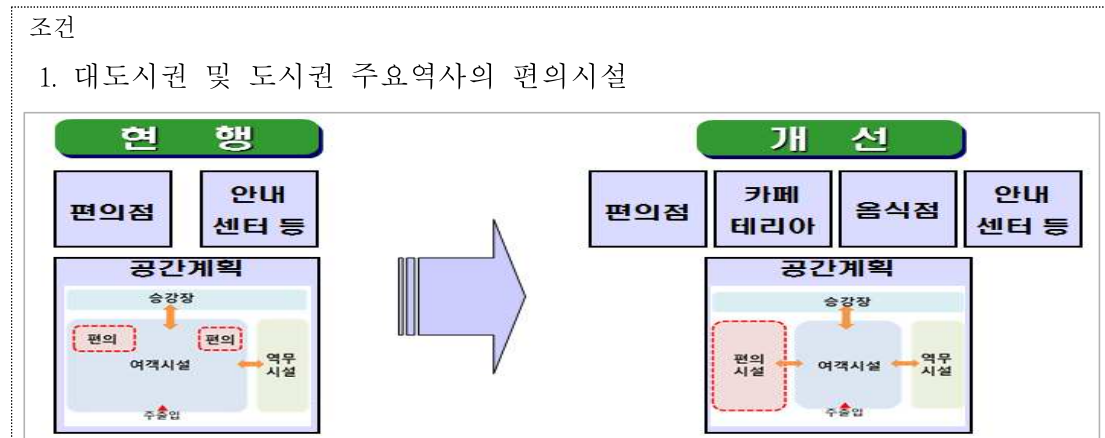 조건
1. 대도시권 및 도시권 주요역사의 편의시설
현 행
개 선
편의점
안내
센터 등
편의점
카페
테리아
음식점
안내
센터 등
공간계획
승강장
편의
편의
여객시설
역무
시설
주출입
공간계획
승강장
편의
시설
여객시설
역무
시설
주출입